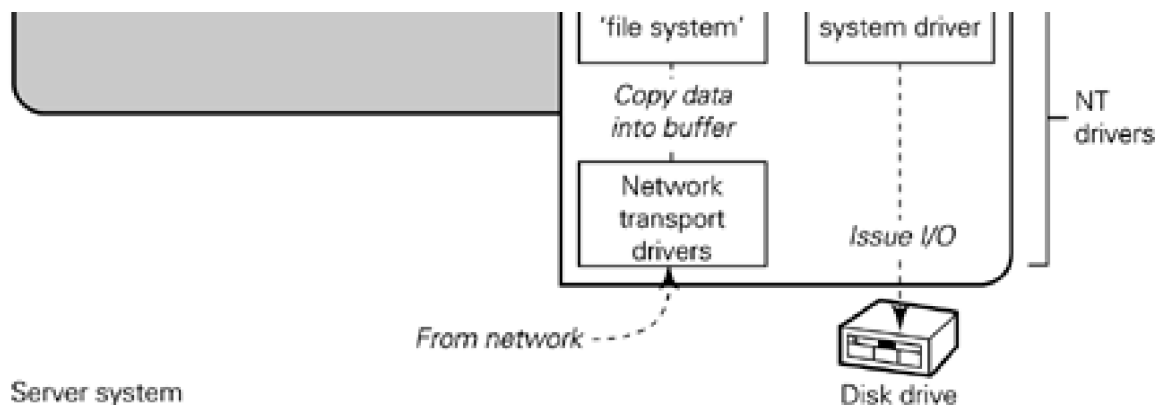 'file system'
system driver
Copy data
into buffer
NT
drivers
Network
transport
drivers
Issue I/O
From network
Server system
Disk drive